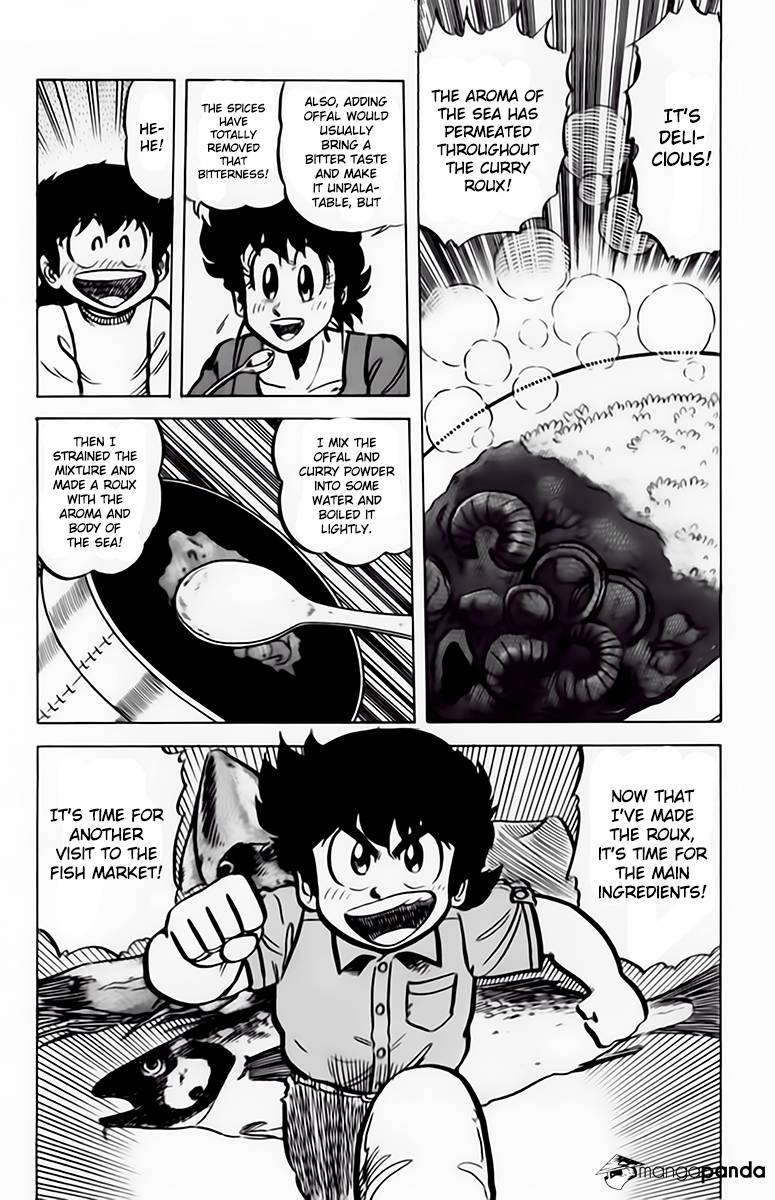 IT'S
DELI-
CIOUS!
THE AROMA OF
THE SEA HAS
PERMEATED
THROUGHOUT
THE CURRY
ROUX!
ALSO, ADDING
OFFAL WOULD
USUALLY
BRING A
BITTER TASTE
AND MAKE
IT UNPALA-
TABLE, BUT
THE SPICES
HAVE
TOTALLY
REMOVED
THAT
BITTERNESS!
HE-
HE!
I MIX THE
OFFAL AND
CURRY POWDER
INTO SOME
WATER AND
BOILED IT
LIGHTLY.
THEN I
STRAINED THE
MIXTURE AND
MADE A ROUX
WITH THE
AROMA AND
BODY OF
THE SEA!
NOW THAT
I'VE MADE
THE ROUX,
IT'S TIME FOR
THE MAIN
INGREDIENTS!
IT'S TIME FOR
ANOTHER
VISIT TO THE
FISH MARKET!
mangapanda